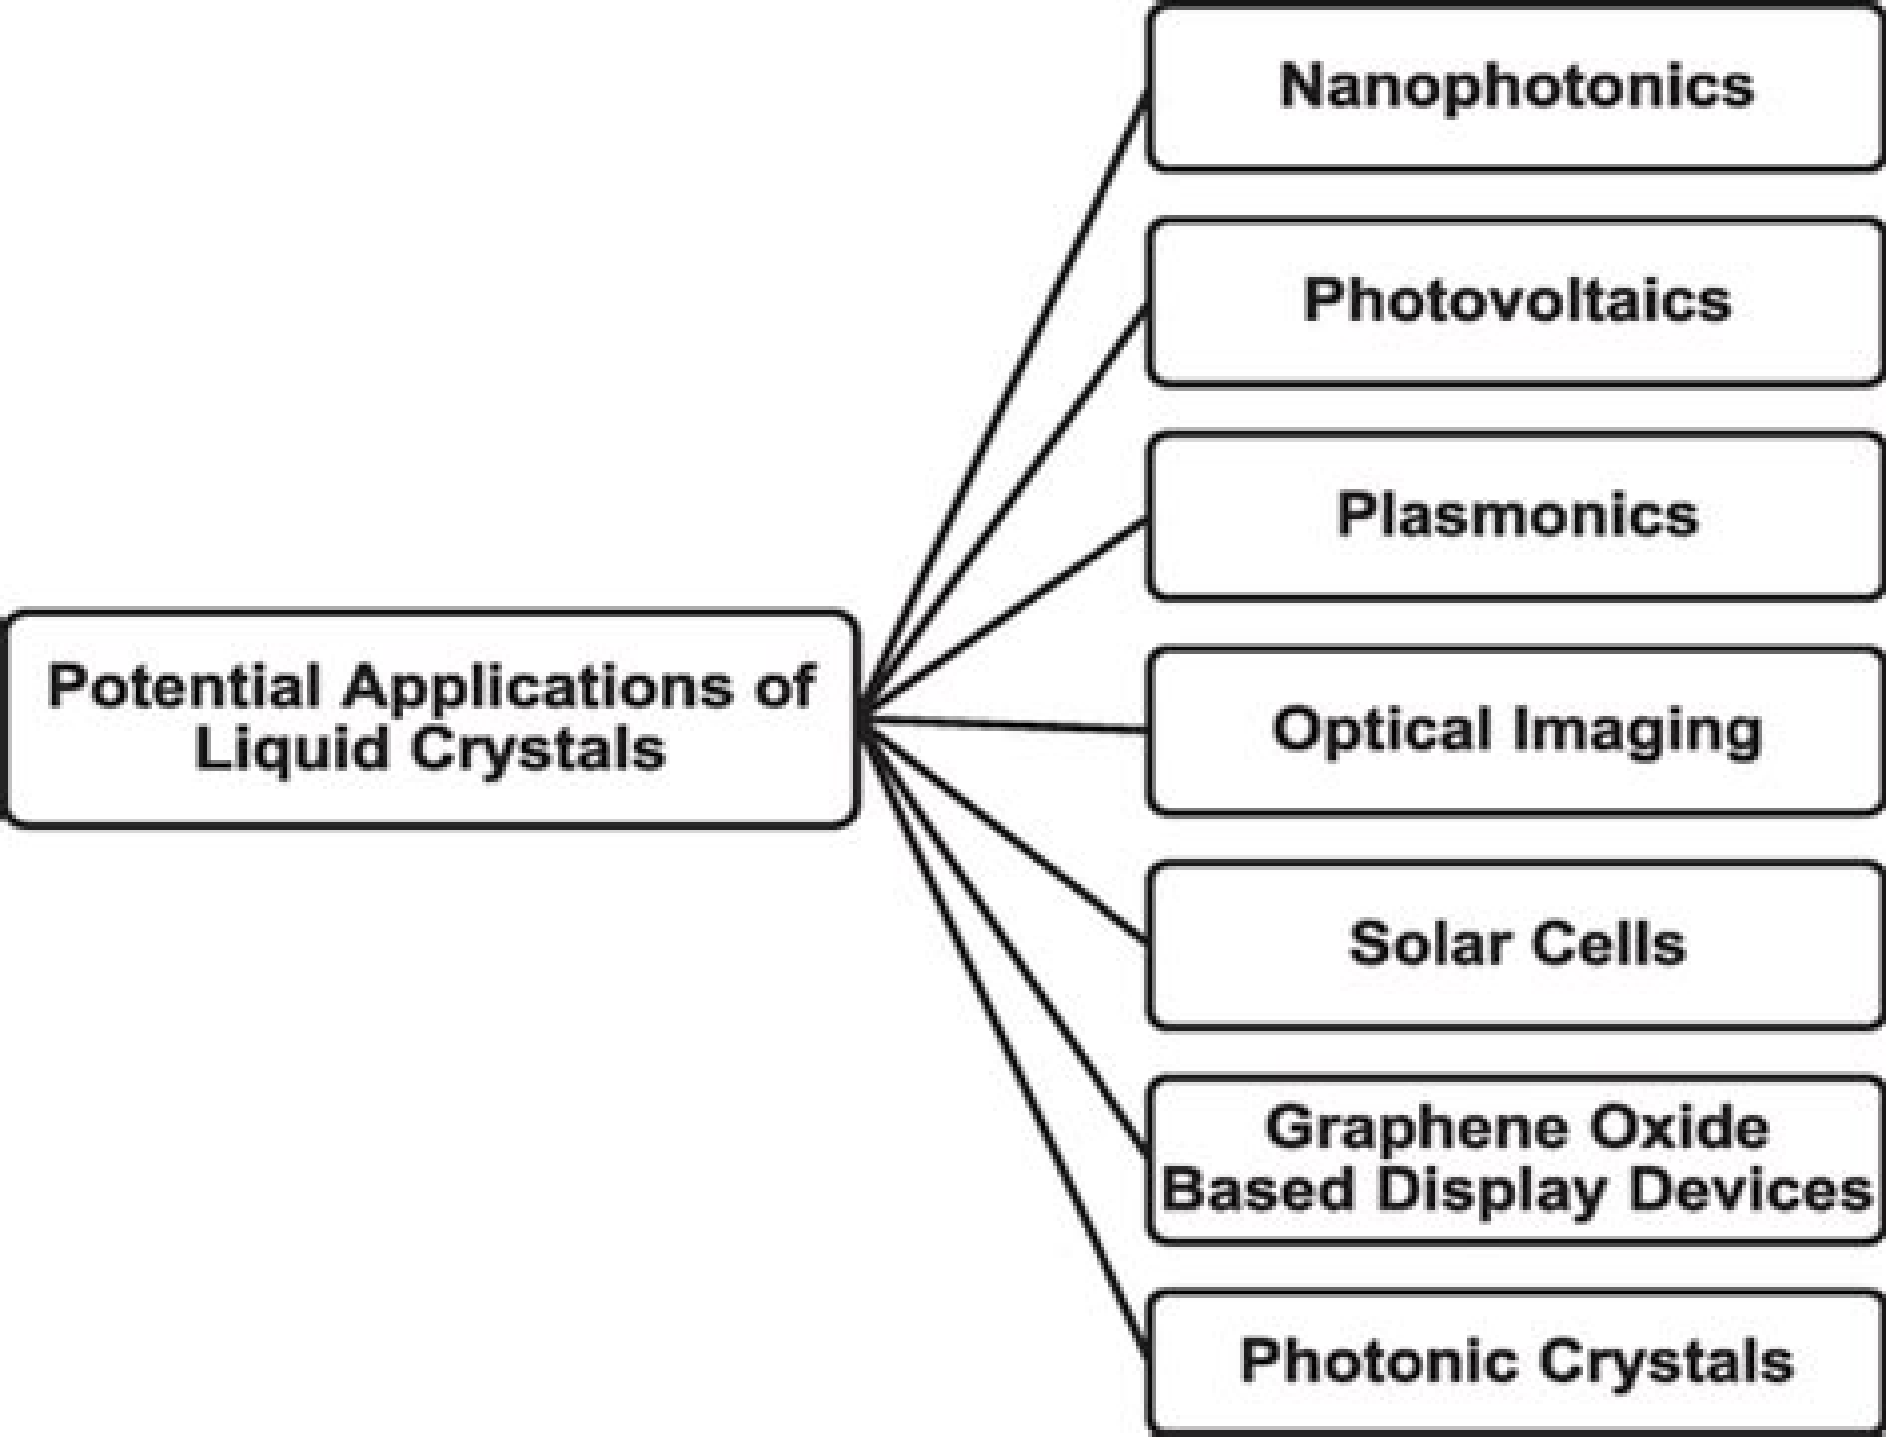 Nanophotonics
Photovoltaics
Plasmonics
Potential Applications of
Liquid Crystals
Optical Imaging
Solar Cells
Graphene Oxide
Based Display Devices
Photonic Crystals